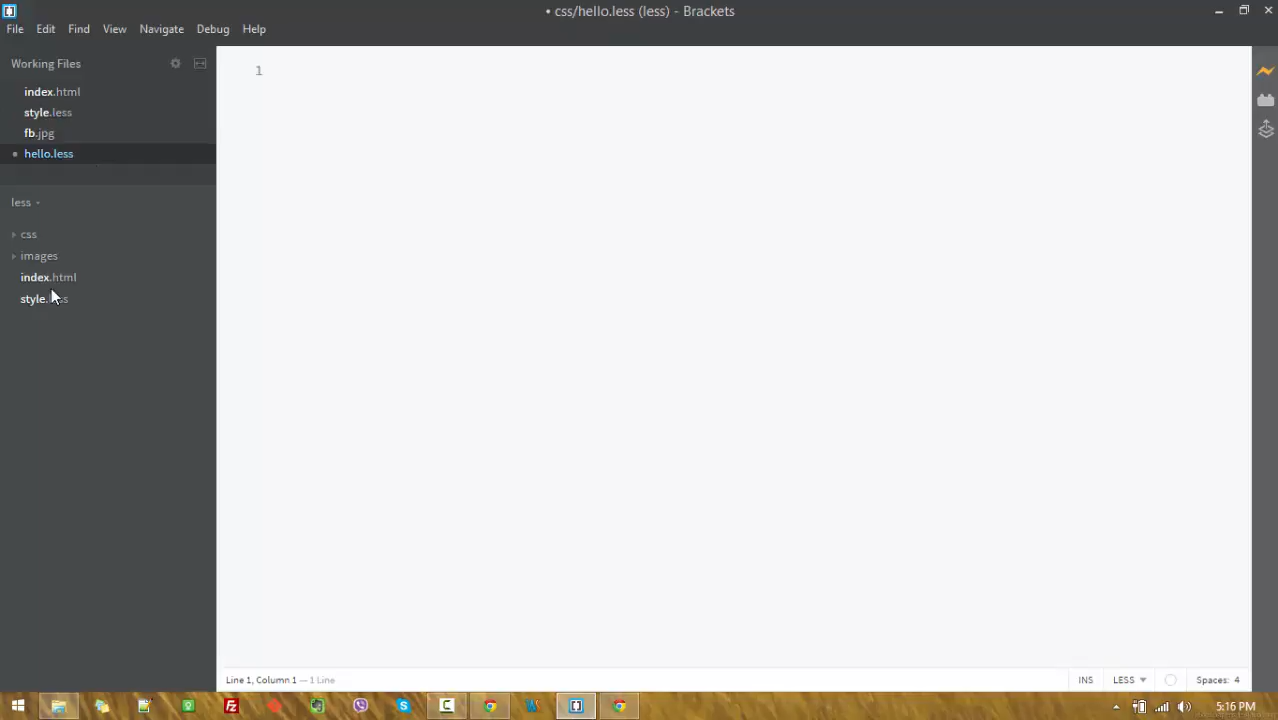 • css/hello.less (less) - Brackets
File Edit Find View Navigate Debug Help
Working Files
index.html
style.less
fb.jpg
hello.less
less
css
images
index.html
1
Line 1, Column 1 — 1 Line
INS LESS Spaces: 4
5:16 PM